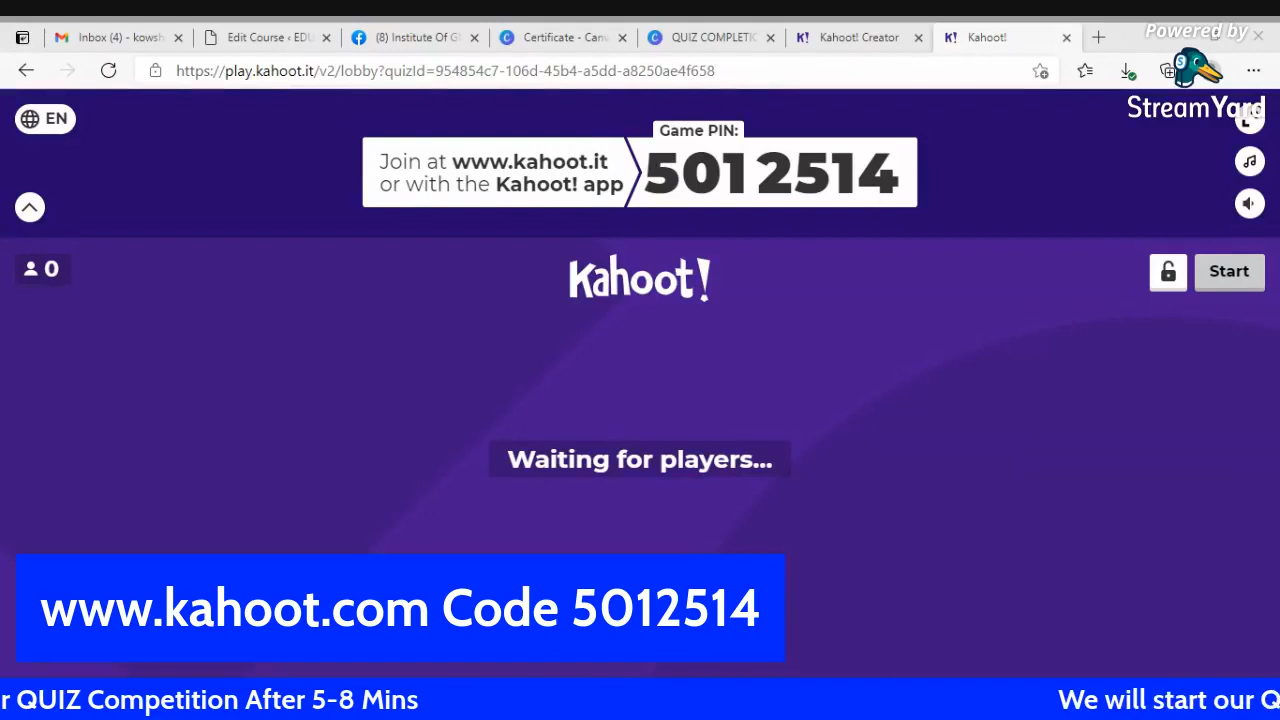 Inbox (4) - kowsh
Edit Course ‹ EDU
(8) Institute Of Gl
Certificate - Canv
QUIZ COMPLETIC
Kahoot! Creator
Kahoot!
Powered by
https://play.kahoot.it/v2/lobby?quizId=954854c7-106d-45b4-a5dd-a8250ae4f658
StreamYard
EN
Game PIN:
Join at www.kahoot.it
or with the Kahoot! app
501 2514
0
Kahoot!
Start
Waiting for players...
www.kahoot.com Code 5012514
r QUIZ Competition After 5-8 Mins
We will start our Q